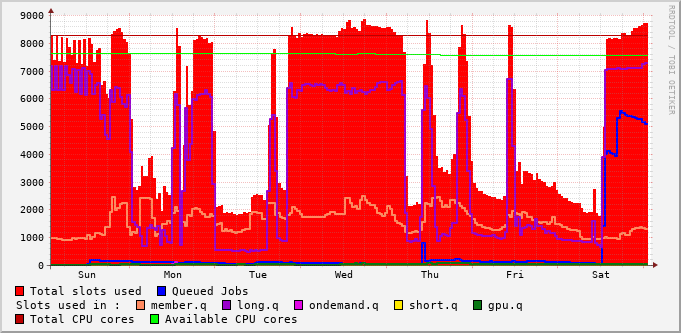 RRDTOOL / TOBI OETIKER
9000
8000
7000
6000
5000
4000
3000
2000
1000
0
Sun Mon Tue Wed Thu Fri Sat
Total slots used Queued Jobs
Slots used in : member.q long.q ondemand.q short.q gpu.q
Total CPU cores Available CPU cores